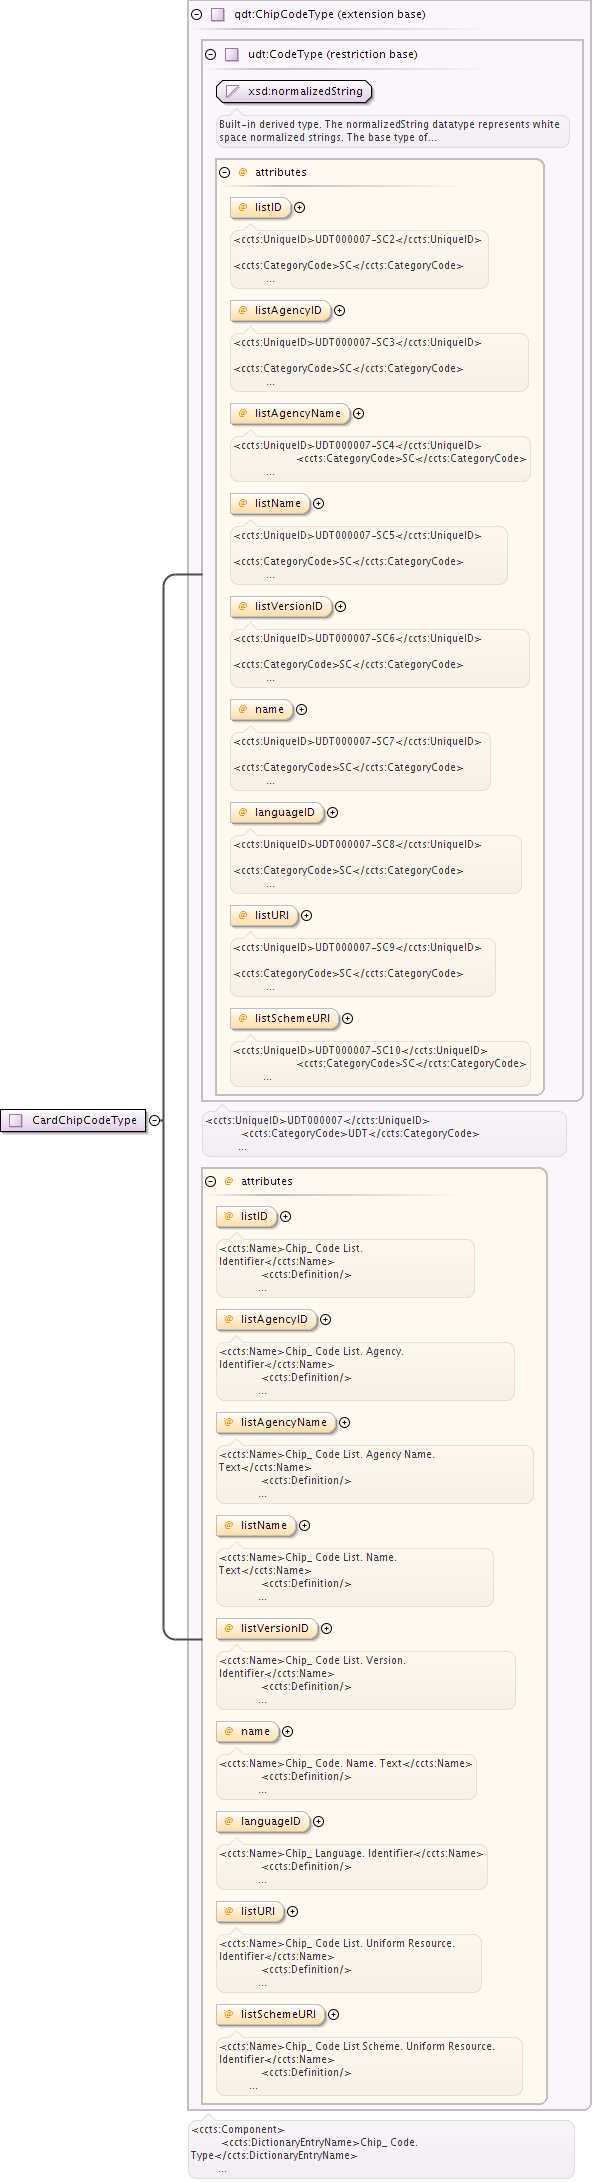 qdt:ChipCodeType (extension base)
udt:CodeType (restriction base)
xsd:normalizedString
Built-in derived type. The normalizedString datatype represents white
space normalized strings. The base type of...
@ attributes
@ listID
<ccts:UniqueID>UDT000007-SC2</ccts:UniqueID>
<ccts:CategoryCode>SC</ccts:CategoryCode>
...
@ listAgencyID
<ccts:UniqueID>UDT000007-SC3</ccts:UniqueID>
<ccts:CategoryCode>SC</ccts:CategoryCode>
...
@ listAgencyName
<ccts:UniqueID>UDT000007-SC4</ccts:UniqueID>
<ccts:CategoryCode>SC</ccts:CategoryCode>
...
@ listName
<ccts:UniqueID>UDT000007-SC5</ccts:UniqueID>
<ccts:CategoryCode>SC</ccts:CategoryCode>
...
@ listVersionID
<ccts:UniqueID>UDT000007-SC6</ccts:UniqueID>
<ccts:CategoryCode>SC</ccts:CategoryCode>
...
@ name
<ccts:UniqueID>UDT000007-SC7</ccts:UniqueID>
<ccts:CategoryCode>SC</ccts:CategoryCode>
...
@ languageID
<ccts:UniqueID>UDT000007-SC8</ccts:UniqueID>
<ccts:CategoryCode>SC</ccts:CategoryCode>
...
@ listURI
<ccts:UniqueID>UDT000007-SC9</ccts:UniqueID>
<ccts:CategoryCode>SC</ccts:CategoryCode>
...
@ listSchemeURI
<ccts:UniqueID>UDT000007-SC10</ccts:UniqueID>
<ccts:CategoryCode>SC</ccts:CategoryCode>
...
CardChipCodeType
<ccts:UniqueID>UDT000007</ccts:UniqueID>
<ccts:CategoryCode>UDT</ccts:CategoryCode>
...
@ attributes
@ listID
<ccts:Name>Chip_ Code List.
Identifier</ccts:Name>
<ccts:Definition/>
...
@ listAgencyID
<ccts:Name>Chip_ Code List. Agency.
Identifier</ccts:Name>
<ccts:Definition/>
...
@ listAgencyName
<ccts:Name>Chip_ Code List. Agency Name.
Text</ccts:Name>
<ccts:Definition/>
...
@ listName
<ccts:Name>Chip_ Code List. Name.
Text</ccts:Name>
<ccts:Definition/>
...
@ listVersionID
<ccts:Name>Chip_ Code List. Version.
Identifier</ccts:Name>
<ccts:Definition/>
...
@ name
<ccts:Name>Chip_ Code. Name. Text</ccts:Name>
<ccts:Definition/>
...
@ languageID
<ccts:Name>Chip_ Language. Identifier</ccts:Name>
<ccts:Definition/>
...
@ listURI
<ccts:Name>Chip_ Code List. Uniform Resource.
Identifier</ccts:Name>
<ccts:Definition/>
...
@ listSchemeURI
<ccts:Name>Chip_ Code List Scheme. Uniform Resource.
Identifier</ccts:Name>
<ccts:Definition/>
...
<ccts:Component>
<ccts:DictionaryEntryName>Chip_ Code.
Type</ccts:DictionaryEntryName>
...